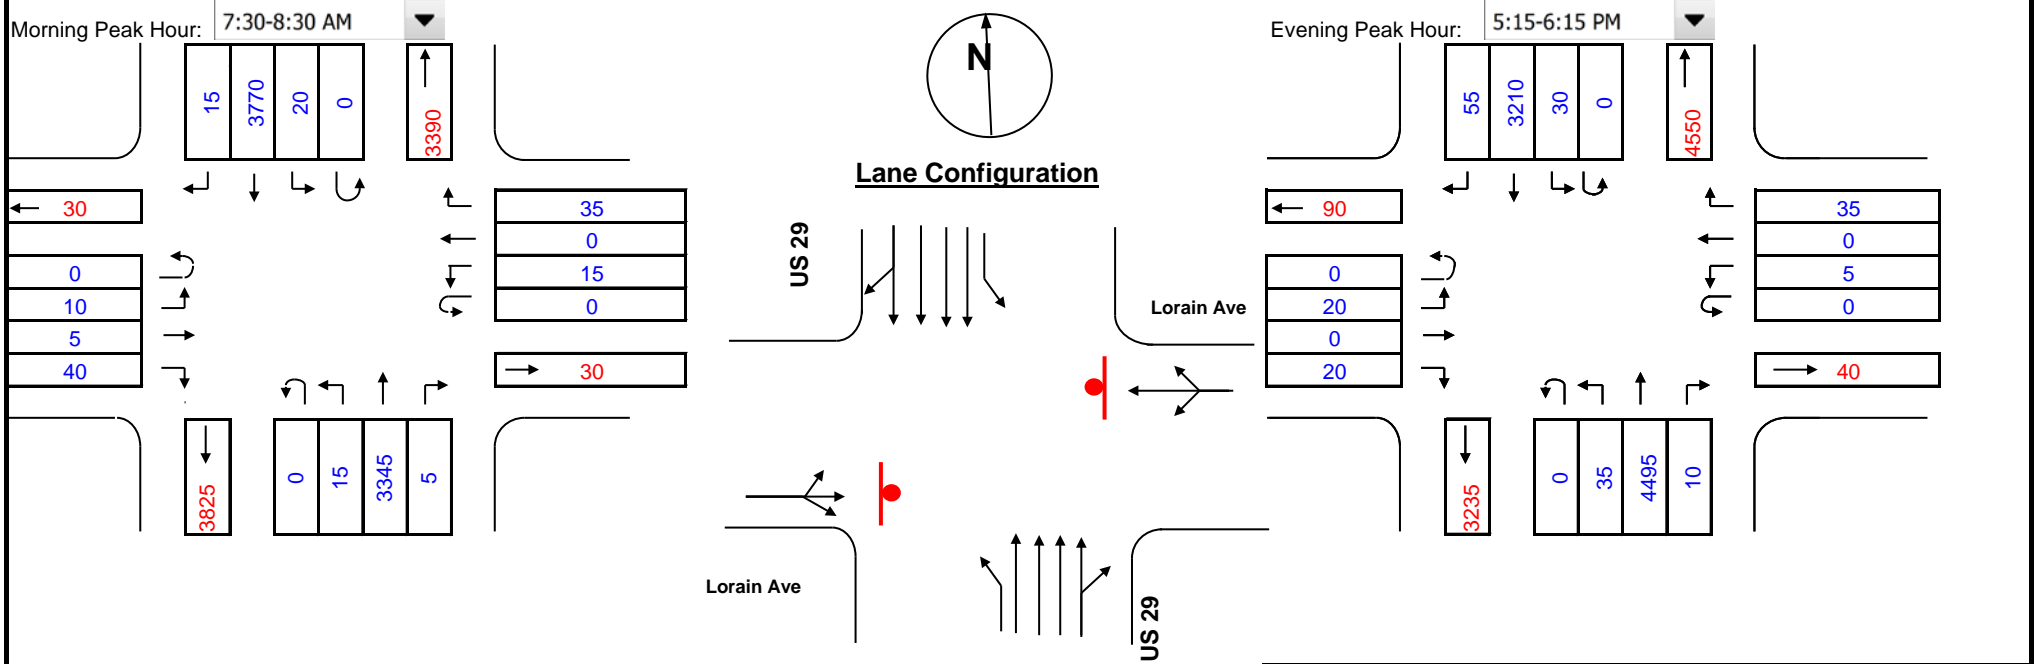 Morning Peak Hour: 7:30-8:30 AM
15 3770 20 0 3390
30
0
10
5
40
35
0
15
0
30
3825 0 15 3345 5
N
Lane Configuration
US 29
Lorain Ave
Lorain Ave
US 29
Evening Peak Hour: 5:15-6:15 PM
55 3210 30 0 4550
90
0
20
0
20
35
0
5
0
40
3235 0 35 4495 10